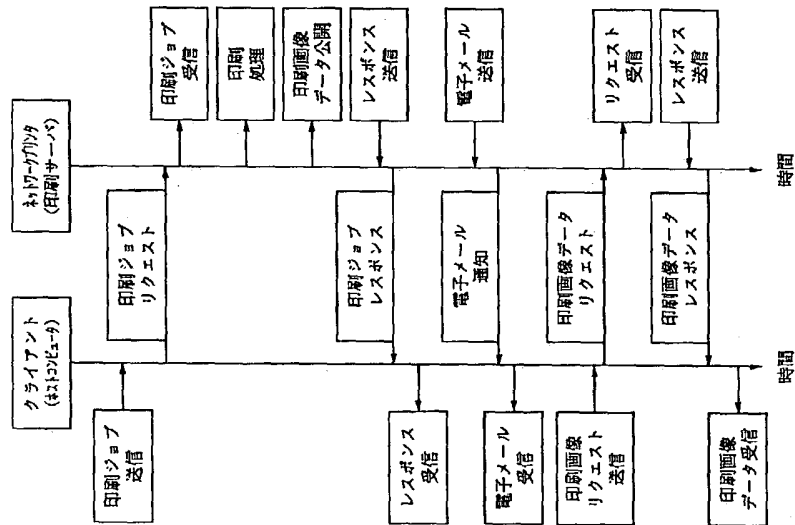 ネットワークプリンタ
(印刷サーバ)
クライアント
(ホストコンピュータ)
印刷ジョブ
送信
印刷ジョブ
リクエスト
印刷ジョブ
受信
印刷
処理
印刷画像
データ公開
レスポンス
送信
印刷ジョブ
レスポンス
レスポンス
受信
電子メール
送信
電子メール
通知
電子メール
受信
印刷画像
リクエスト
送信
印刷画像データ
リクエスト
リクエスト
受信
レスポンス
送信
印刷画像データ
レスポンス
印刷画像
データ受信
時間
時間